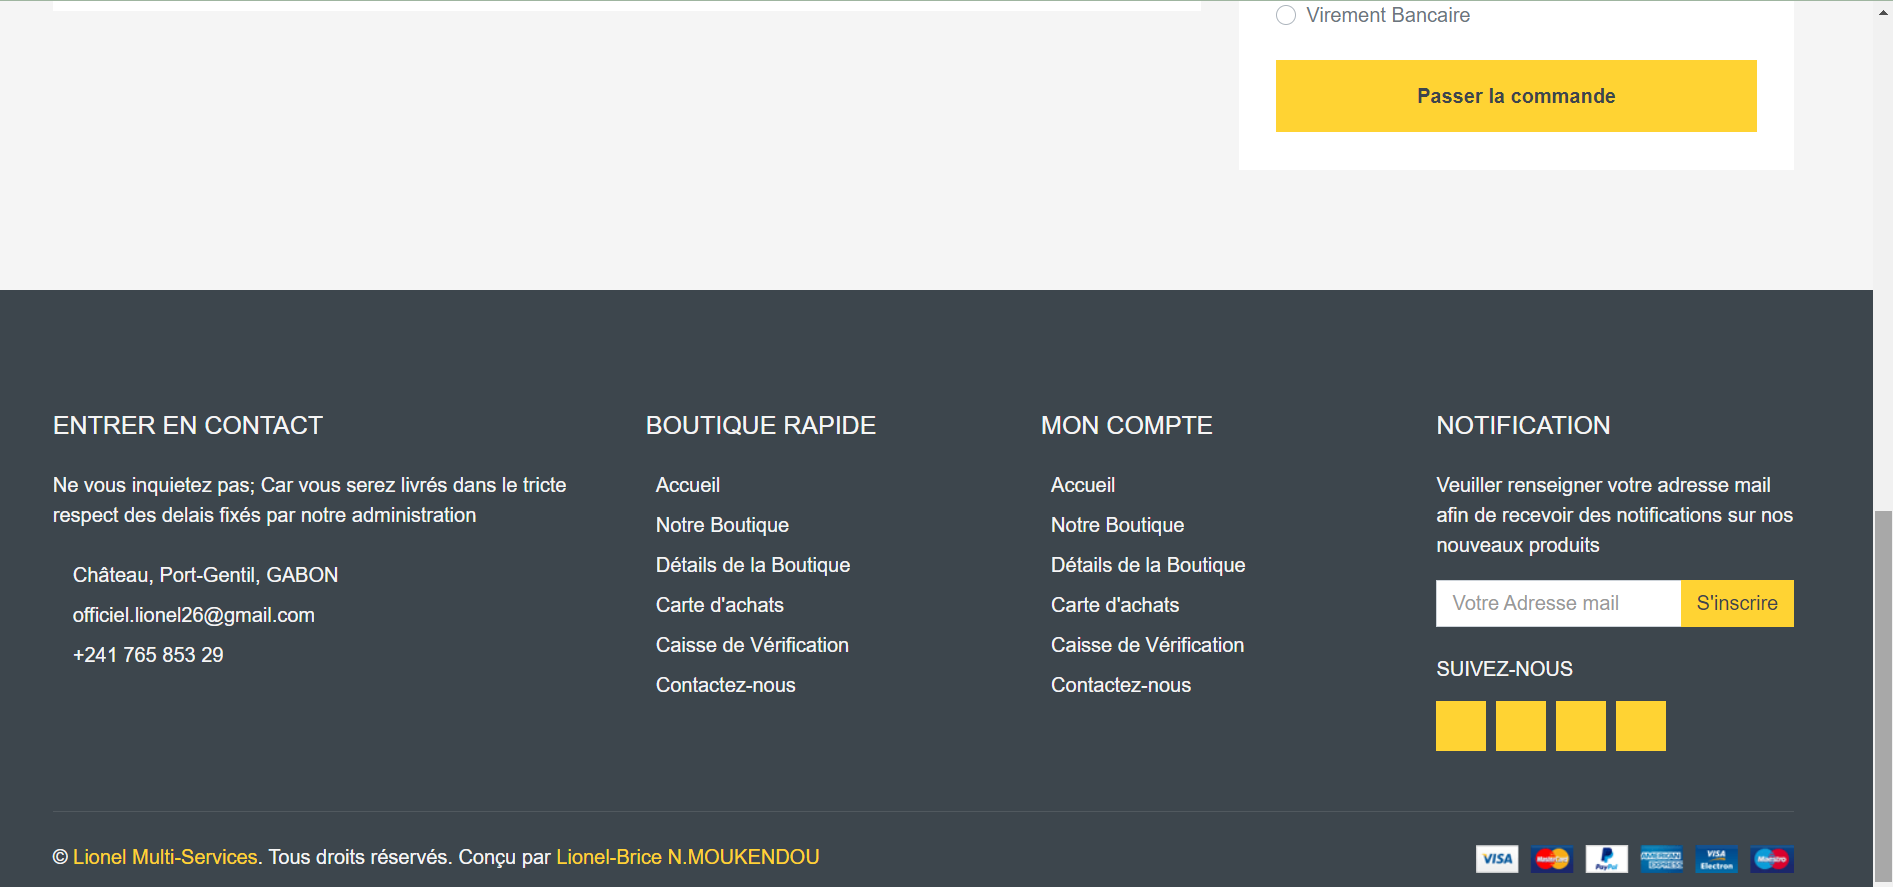 Virement Bancaire
Passer la commande
ENTRER EN CONTACT
Ne vous inquietez pas; Car vous serez livrés dans le tricte
respect des delais fixés par notre administration
Château, Port-Gentil, GABON
officiel.lionel26@gmail.com
+241 765 853 29
BOUTIQUE RAPIDE
Accueil
Notre Boutique
Détails de la Boutique
Carte d'achats
Caisse de Vérification
Contactez-nous
MON COMPTE
Accueil
Notre Boutique
Détails de la Boutique
Carte d'achats
Caisse de Vérification
Contactez-nous
NOTIFICATION
Veuiller renseigner votre adresse mail
afin de recevoir des notifications sur nos
nouveaux produits
Votre Adresse mail
S'inscrire
SUIVEZ-NOUS
© Lionel Multi-Services. Tous droits réservés. Conçu par Lionel-Brice N.MOUKENDOU
VISA
MasterCard
PayPal
AMERICAN
EXPRESS
VISA
Electron
Maestro